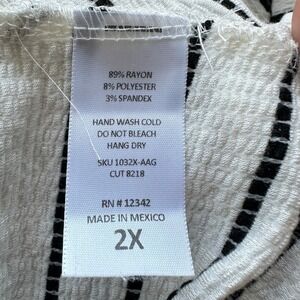 89% RAYON
8% POLYESTER
3% SPANDEX
HAND WASH COLD
DO NOT BLEACH
HANG DRY
SKU 1032X-AAG
CUT 8218
RN # 12342
MADE IN MEXICO
2X